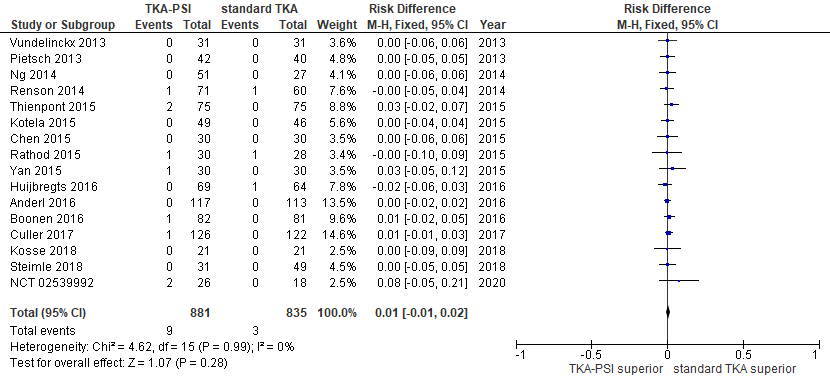 TKA-PSI standard TKA Risk Difference Risk Difference
Study or Subgroup Events Total Events Total Weight M-H, Fixed, 95% CI Year M-H, Fixed, 95% CI
Vundelinckx 2013 0 31 0 31 3.6% 0.00 [-0.06, 0.06] 2013
Pietsch 2013 0 42 0 40 4.8% 0.00 [-0.05, 0.05] 2013
Ng 2014 0 51 0 27 4.1% 0.00 [-0.06, 0.06] 2014
Renson 2014 1 71 1 60 7.6% -0.00 [-0.05, 0.04] 2014
Thienpont 2015 2 75 0 75 8.8% 0.03 [-0.02, 0.07] 2015
Kotela 2015 0 49 0 46 5.5% 0.00 [-0.04, 0.04] 2015
Chen 2015 0 30 0 30 3.5% 0.00 [-0.06, 0.06] 2015
Rathod 2015 1 30 1 28 3.4% -0.00 [-0.10, 0.09] 2015
Yan 2015 1 30 0 30 3.5% 0.03 [-0.05, 0.12] 2015
Huijbregts 2016 0 69 1 64 7.8% -0.02 [-0.06, 0.03] 2016
Anderl 2016 0 117 0 113 13.5% 0.00 [-0.02, 0.02] 2016
Boonen 2016 1 82 0 81 9.6% 0.01 [-0.02, 0.05] 2016
Culler 2017 1 126 0 122 14.6% 0.01 [-0.01, 0.03] 2017
Kosse 2018 0 21 0 21 2.5% 0.00 [-0.09, 0.09] 2018
Steimle 2018 0 31 0 49 4.5% 0.00 [-0.05, 0.05] 2018
NCT 02539992 2 26 0 18 2.5% 0.08 [-0.05, 0.21] 2020
Total (95% CI) 881 835 100.0% 0.01 [-0.01, 0.02]
Total events 9 3
Heterogeneity: Chi² = 4.62, df = 15 (P = 0.99); I² = 0%
Test for overall effect: Z = 1.07 (P = 0.28)
-1 -0.5 0 0.5 1
TKA-PSI superior standard TKA superior